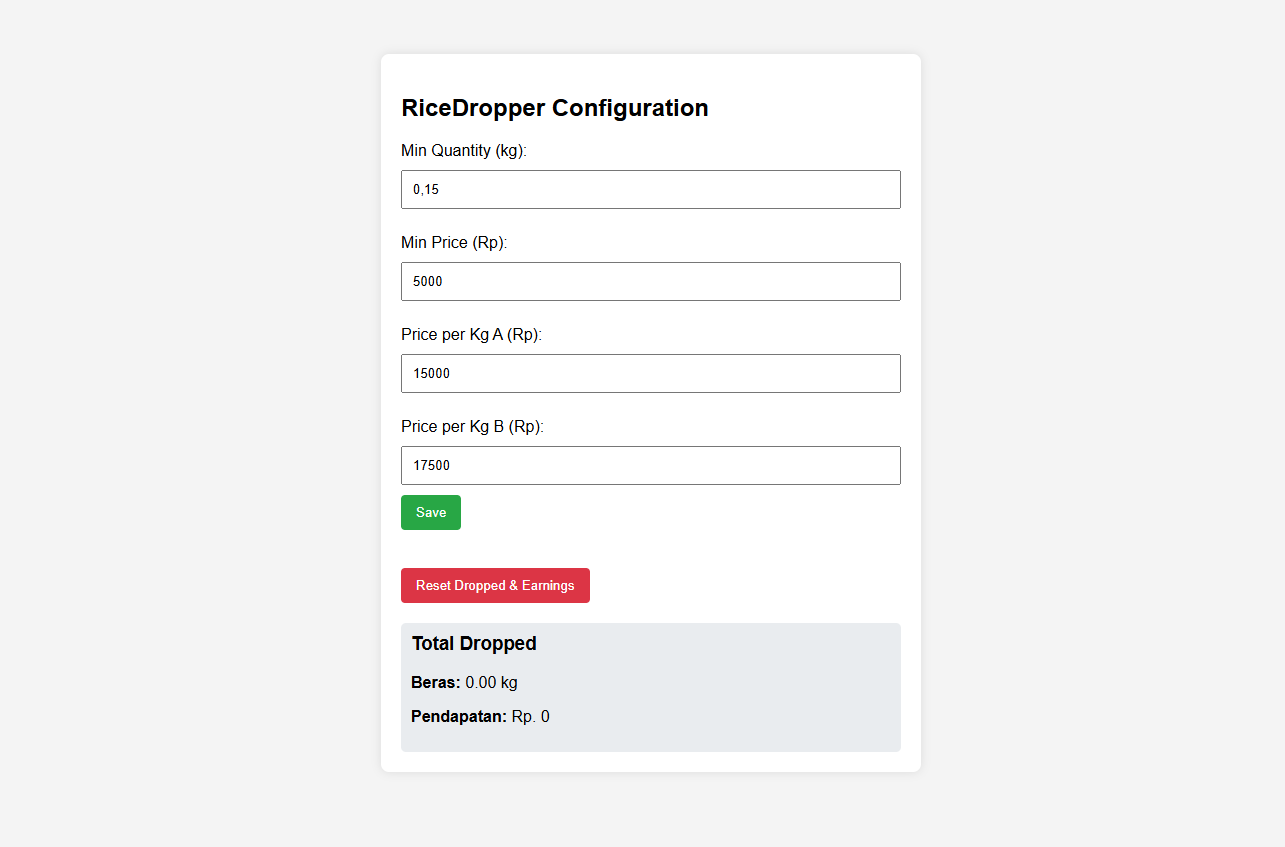 RiceDropper Configuration
Min Quantity (kg):
0,15
Min Price (Rp):
5000
Price per Kg A (Rp):
15000
Price per Kg B (Rp):
17500
Save
Reset Dropped & Earnings
Total Dropped
Beras: 0.00 kg
Pendapatan: Rp. 0